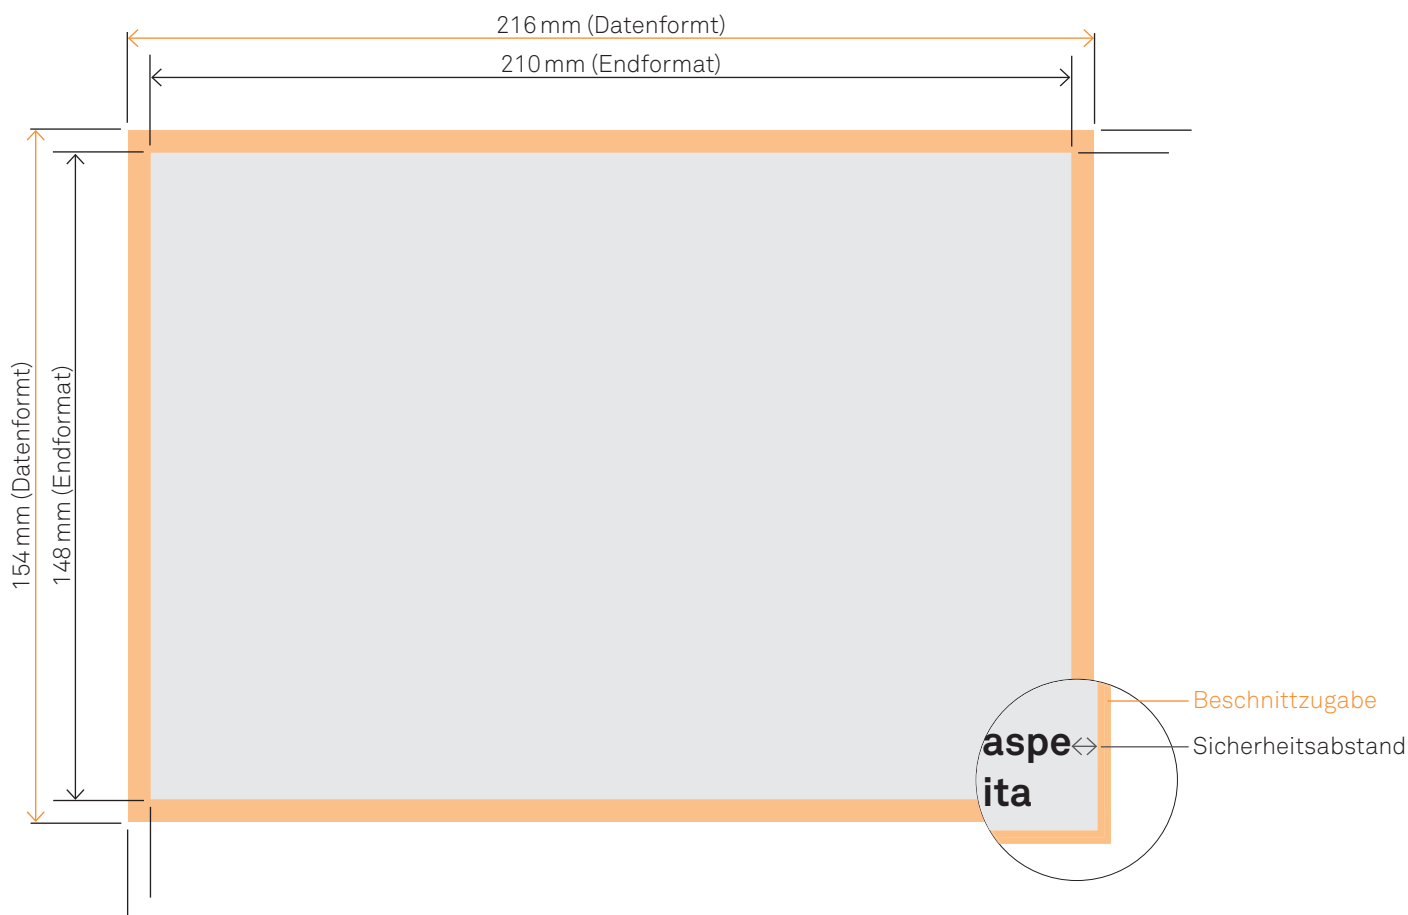 216 mm (Datenformt)
210 mm (Endformat)
154 mm (Datenformt)
148 mm (Endformat)
Beschnittzugabe
aspe
Sicherheitsabstand
ita